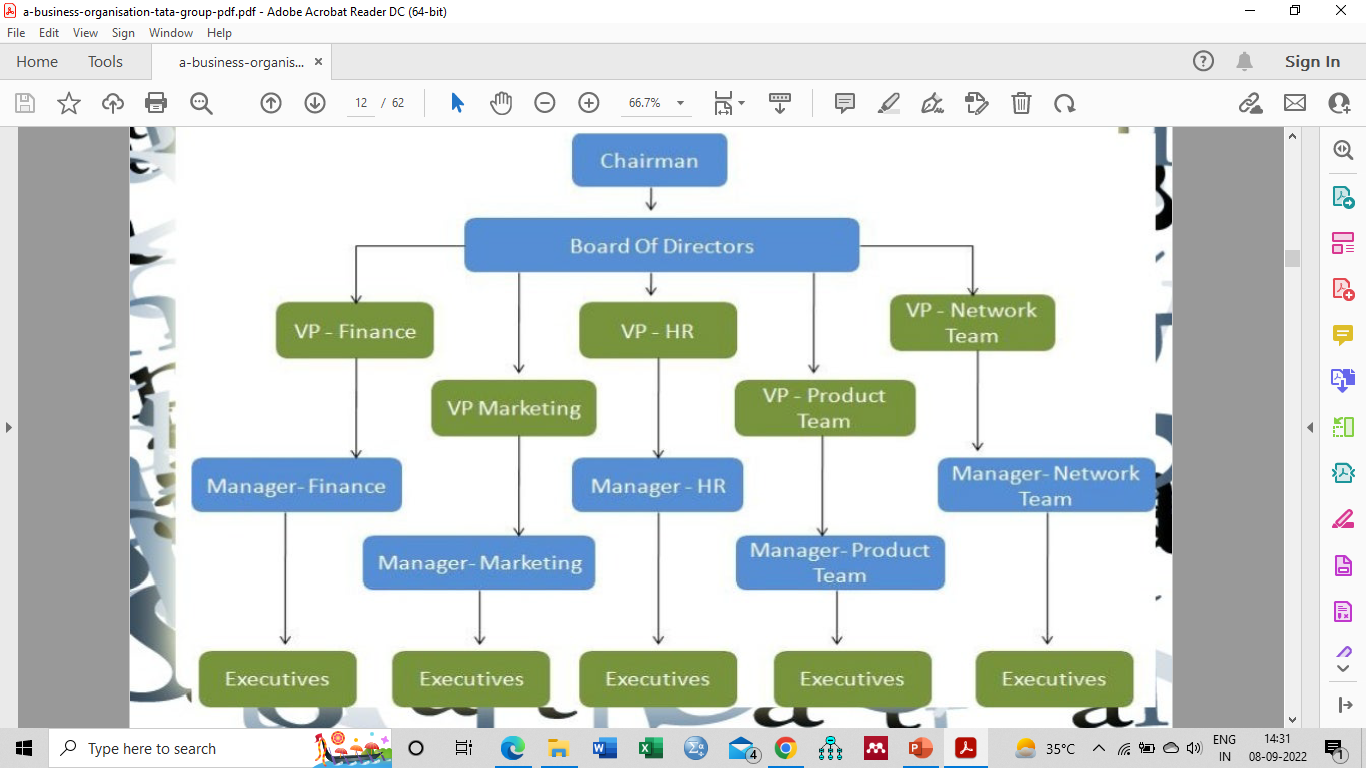 a-business-organisation-tata-group-pdf.pdf - Adobe Acrobat Reader DC (64-bit)
File Edit View Sign Window Help
Home Tools a-business-organis... × Sign In
12 / 62 66.7%
Chairman
Board Of Directors
VP - Finance
VP - HR
VP - Network
Team
VP Marketing
VP - Product
Team
Manager- Finance
Manager - HR
Manager- Network
Team
Manager- Marketing
Manager- Product
Team
Executives Executives Executives Executives Executives
Type here to search
4
35°C
ENG
IN
14:31
08-09-2022
1